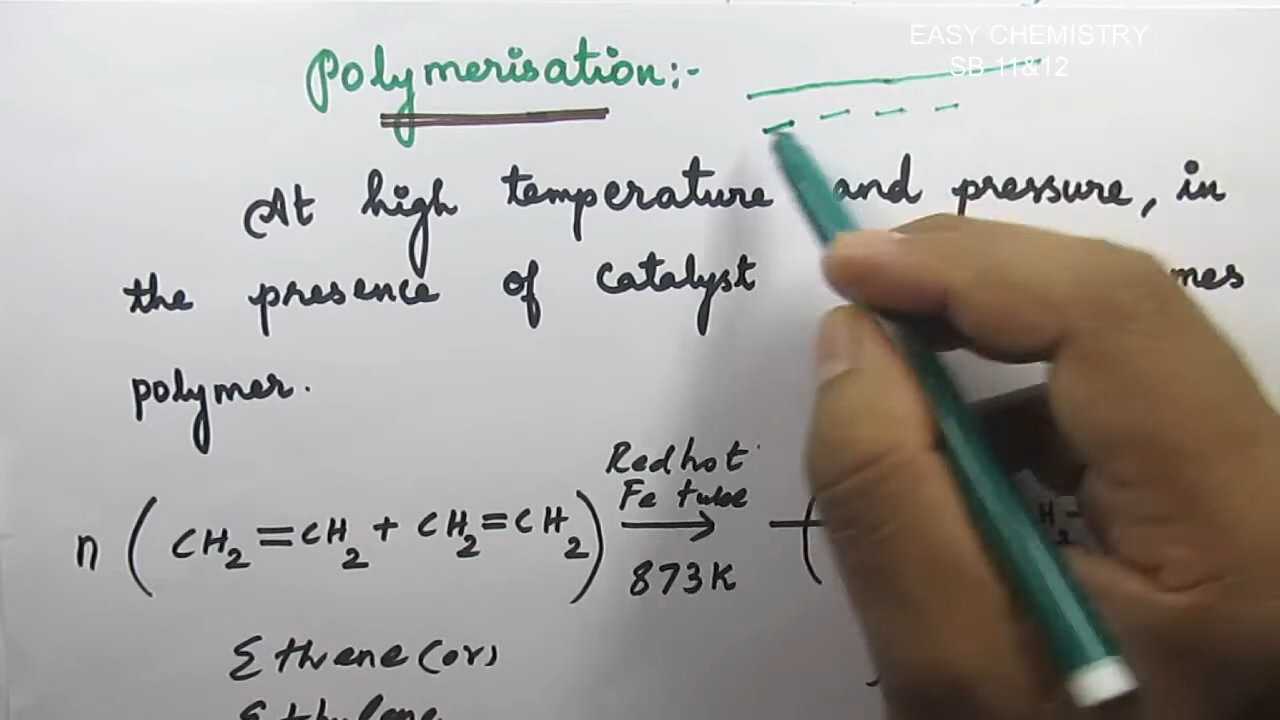 EASY CHEMISTRY
SB 11&12
Polymerisation:-
At high temperature and pressure, in
the presence of catalyst
polymer.
Redhot
Fe tube
n ( CH2 = CH2 + CH2 = CH2 ) → (
873K
Ethene (or)
Ethylene